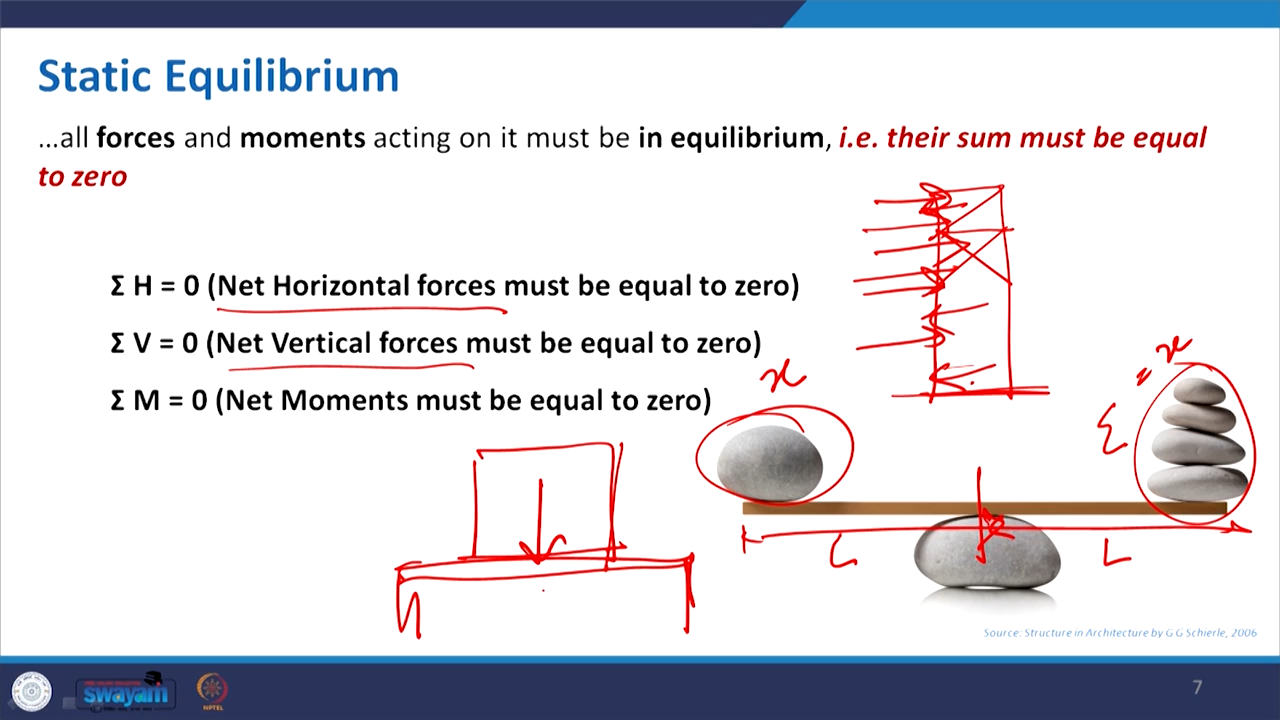 Static Equilibrium
...all forces and moments acting on it must be in equilibrium, i.e. their sum must be equal
to zero
Σ H = 0 (Net Horizontal forces must be equal to zero)
Σ V = 0 (Net Vertical forces must be equal to zero)
Σ M = 0 (Net Moments must be equal to zero)
x
= x
Σ
L
L
Source: Structure in Architecture by G G Schierle, 2006
swayam
NPTEL
7